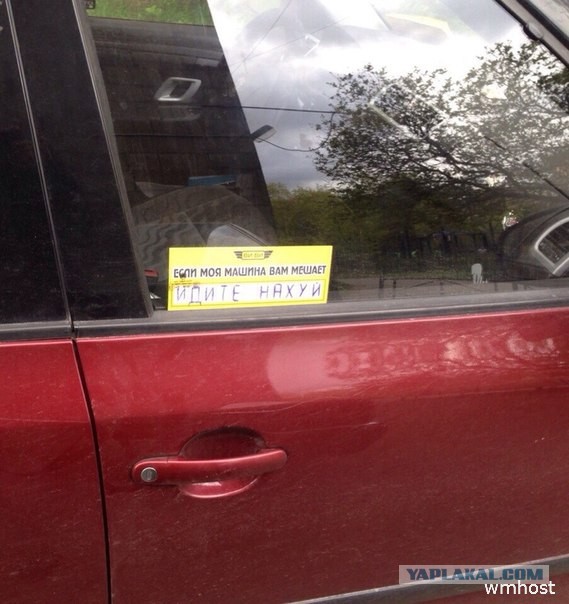 ЕСЛИ МОЯ МАШИНА ВАМ МЕШАЕТ
ИДИТЕ НАХУЙ
YAPLAKAL.COM
wmhost